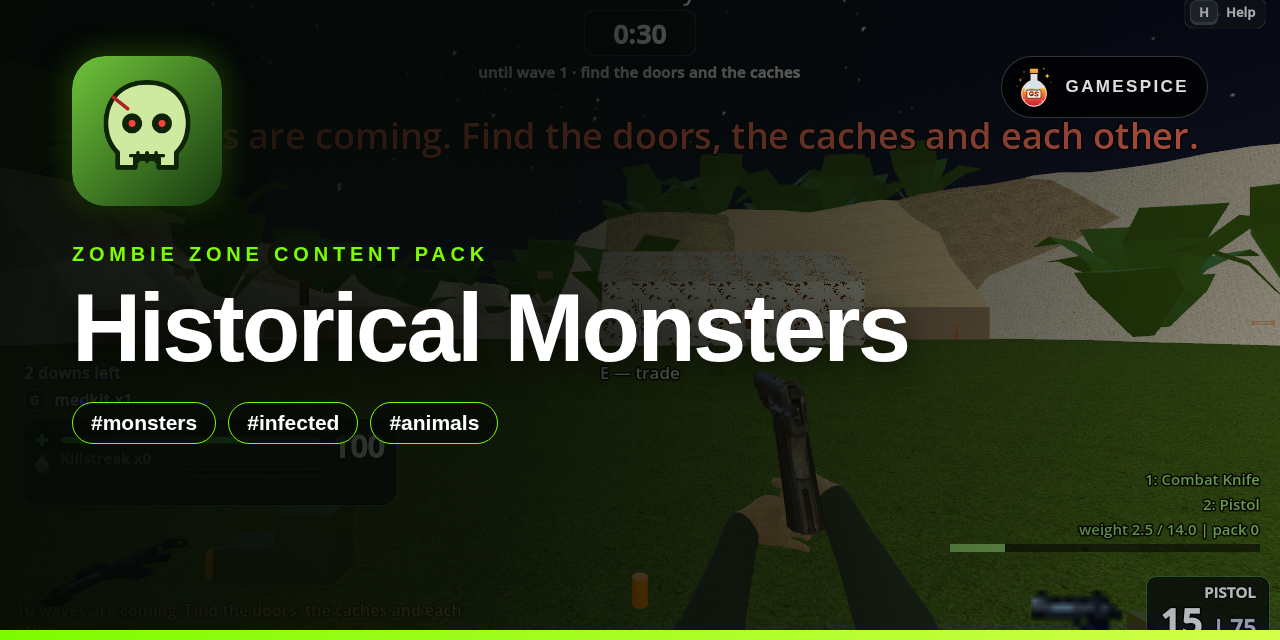 0:30
H Help
until wave 1 · find the doors and the caches
GS
GAMESPICE
s are coming. Find the doors, the caches and each other.
ZOMBIE ZONE CONTENT PACK
Historical Monsters
2 downs left
E — trade
G medkit x1
#monsters #infected #animals
100
Killstreak x0
1: Combat Knife
2: Pistol
weight 2.5 / 14.0 | pack 0
PISTOL
10 waves are coming. Find the doors, the caches and each
15 | 75